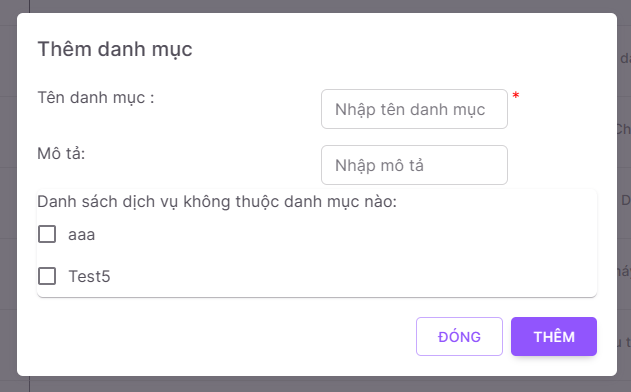 Thêm danh mục
Tên danh mục :
Nhập tên danh mục *
Mô tả:
Nhập mô tả
Danh sách dịch vụ không thuộc danh mục nào:
aaa
Test5
ĐÓNG
THÊM